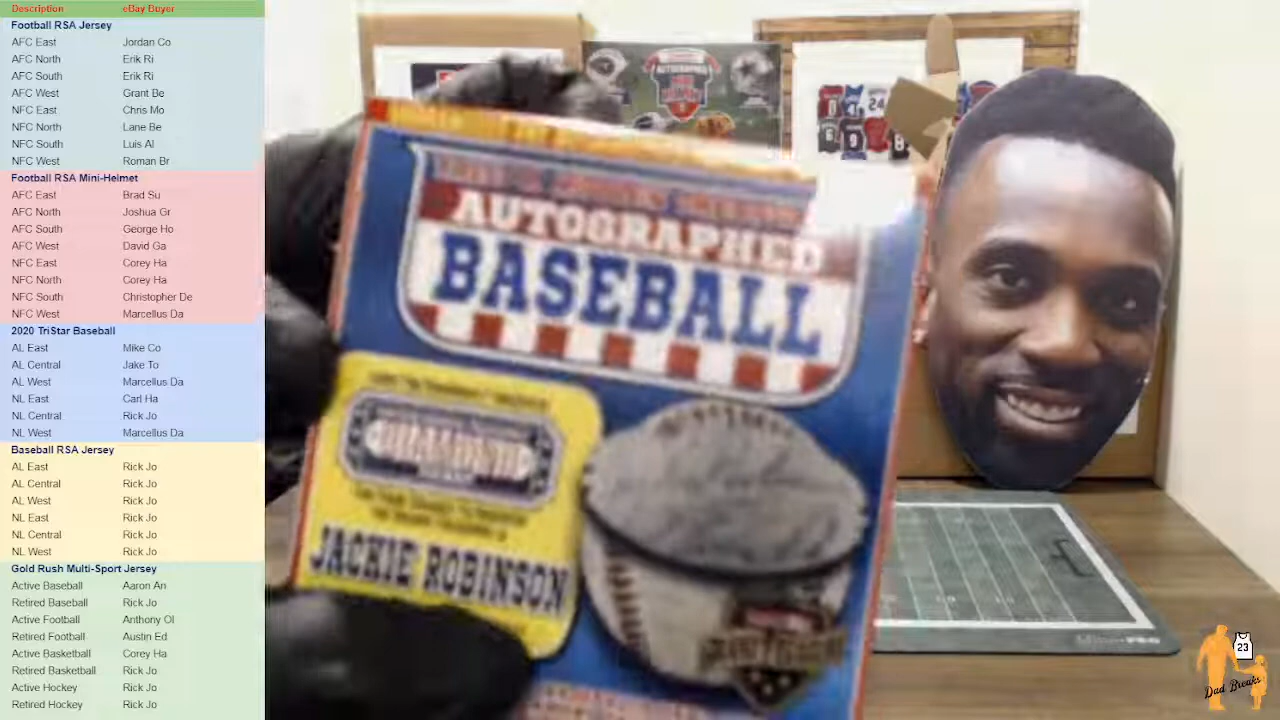 Description eBay Buyer
Football RSA Jersey
AFC East Jordan Co
AFC North Erik Ri
AFC South Erik Ri
AFC West Grant Be
NFC East Chris Mo
NFC North Lane Be
NFC South Luis Al
NFC West Roman Br
Football RSA Mini-Helmet
AFC East Brad Su
AFC North Joshua Gr
AFC South George Ho
AFC West David Ga
NFC East Corey Ha
NFC North Corey Ha
NFC South Christopher De
NFC West Marcellus Da
2020 TriStar Baseball
AL East Mike Co
AL Central Jake To
AL West Marcellus Da
NL East Carl Ha
NL Central Rick Jo
NL West Marcellus Da
Baseball RSA Jersey
AL East Rick Jo
AL Central Rick Jo
AL West Rick Jo
NL East Rick Jo
NL Central Rick Jo
NL West Rick Jo
Gold Rush Multi-Sport Jersey
Active Baseball Aaron An
Retired Baseball Rick Jo
Active Football Anthony Ol
Retired Football Austin Ed
Active Basketball Corey Ha
Retired Basketball Rick Jo
Active Hockey Rick Jo
Retired Hockey Rick Jo
AUTOGRAPHED
BASEBALL
JACKIE ROBINSON
24
9
23
Dad Breaks